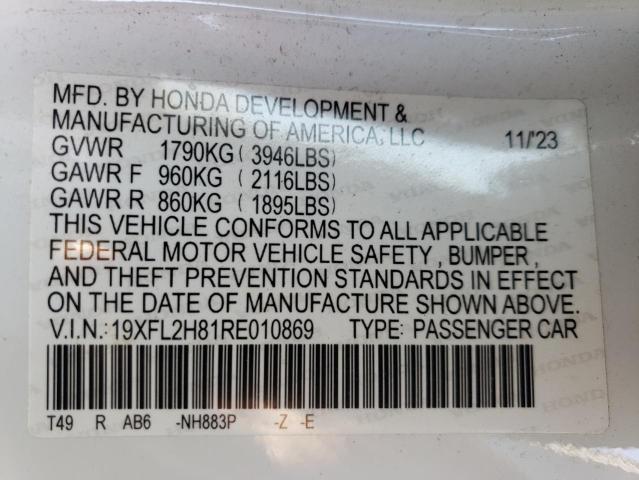 MFD. BY HONDA DEVELOPMENT &
MANUFACTURING OF AMERICA, LLC 11/'23
GVWR 1790KG ( 3946LBS)
GAWR F 960KG ( 2116LBS)
GAWR R 860KG ( 1895LBS)
THIS VEHICLE CONFORMS TO ALL APPLICABLE
FEDERAL MOTOR VEHICLE SAFETY , BUMPER ,
AND THEFT PREVENTION STANDARDS IN EFFECT
ON THE DATE OF MANUFACTURE SHOWN ABOVE.
V.I.N.:19XFL2H81RE010869 TYPE: PASSENGER CAR
T49 R AB6 -NH883P -Z -E